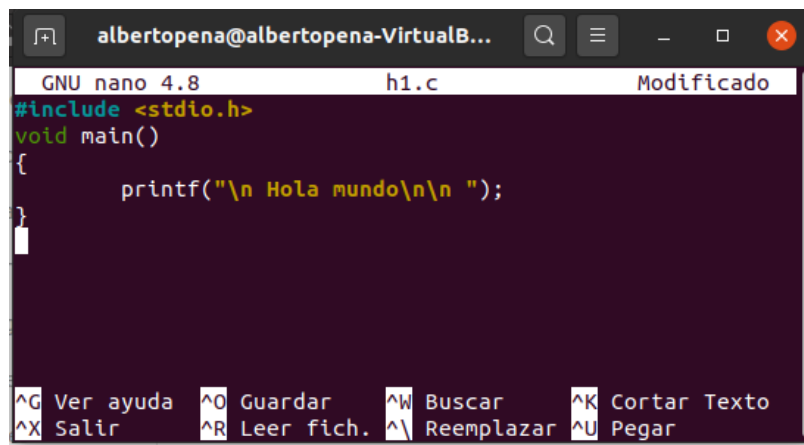 albertopena@albertopena-VirtualB...
GNU nano 4.8 h1.c Modificado
#include <stdio.h>
void main()
{
        printf("\n Hola mundo\n\n ");
}
^G Ver ayuda ^O Guardar ^W Buscar ^K Cortar Texto
^X Salir ^R Leer fich. ^\ Reemplazar ^U Pegar